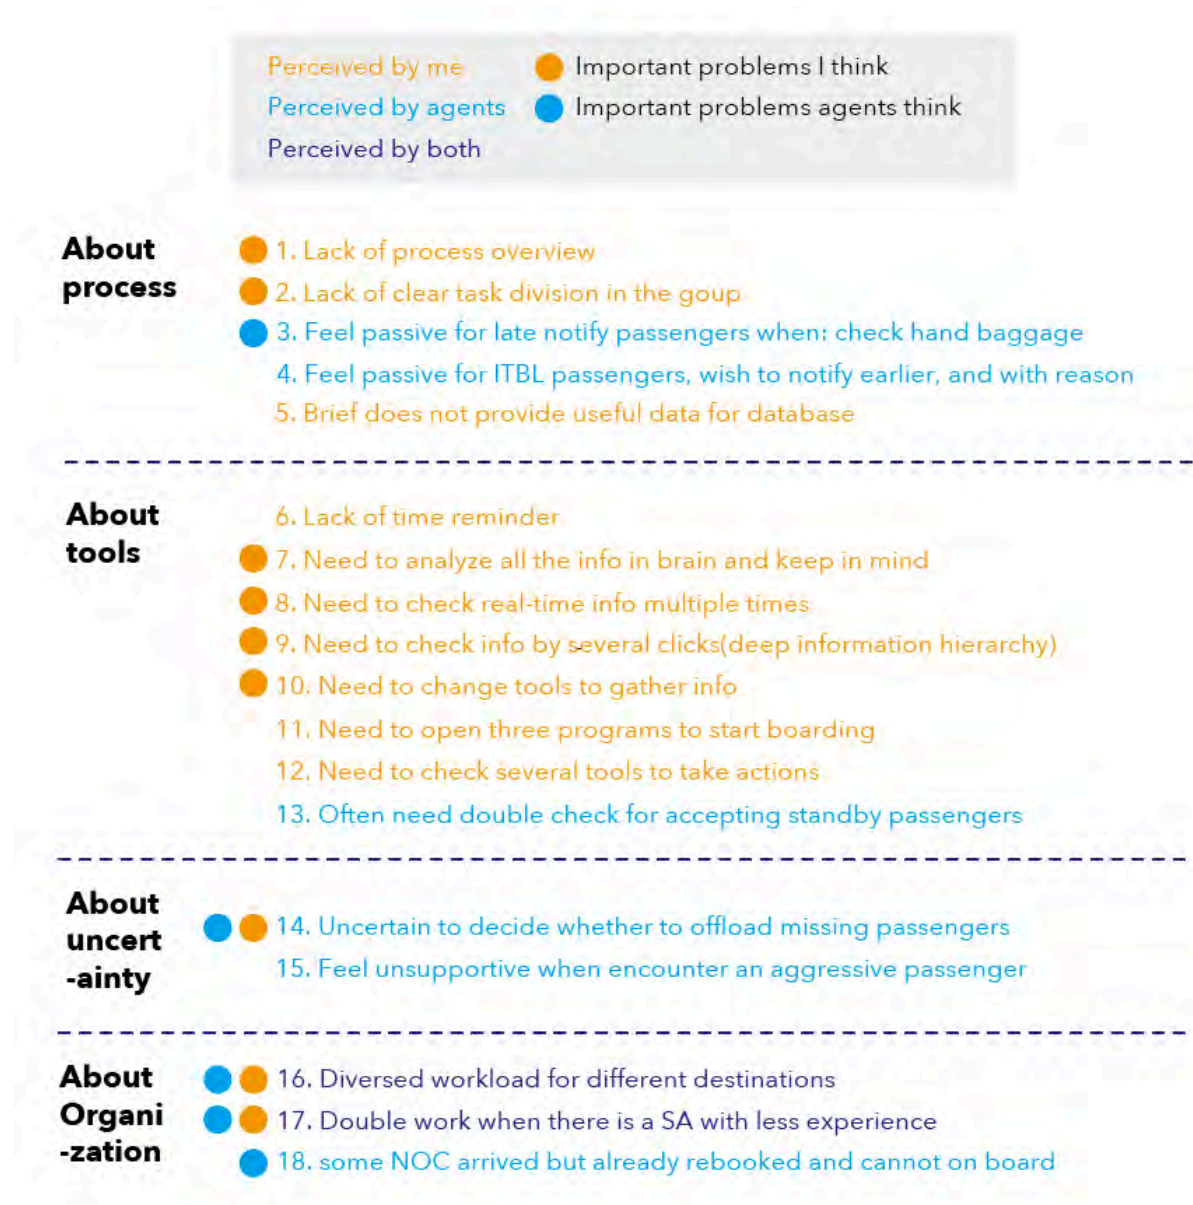 Perceived by me
Important problems I think
Perceived by agents
Important problems agents think
Perceived by both
About
process
1. Lack of process overview
2. Lack of clear task division in the goup
3. Feel passive for late notify passengers when: check hand baggage
4. Feel passive for ITBL passengers, wish to notify earlier, and with reason
5. Brief does not provide useful data for database
About
tools
6. Lack of time reminder
7. Need to analyze all the info in brain and keep in mind
8. Need to check real-time info multiple times
9. Need to check info by several clicks(deep information hierarchy)
10. Need to change tools to gather info
11. Need to open three programs to start boarding
12. Need to check several tools to take actions
13. Often need double check for accepting standby passengers
About
uncert
-ainty
14. Uncertain to decide whether to offload missing passengers
15. Feel unsupportive when encounter an aggressive passenger
About
Organi
-zation
16. Diversed workload for different destinations
17. Double work when there is a SA with less experience
18. some NOC arrived but already rebooked and cannot on board